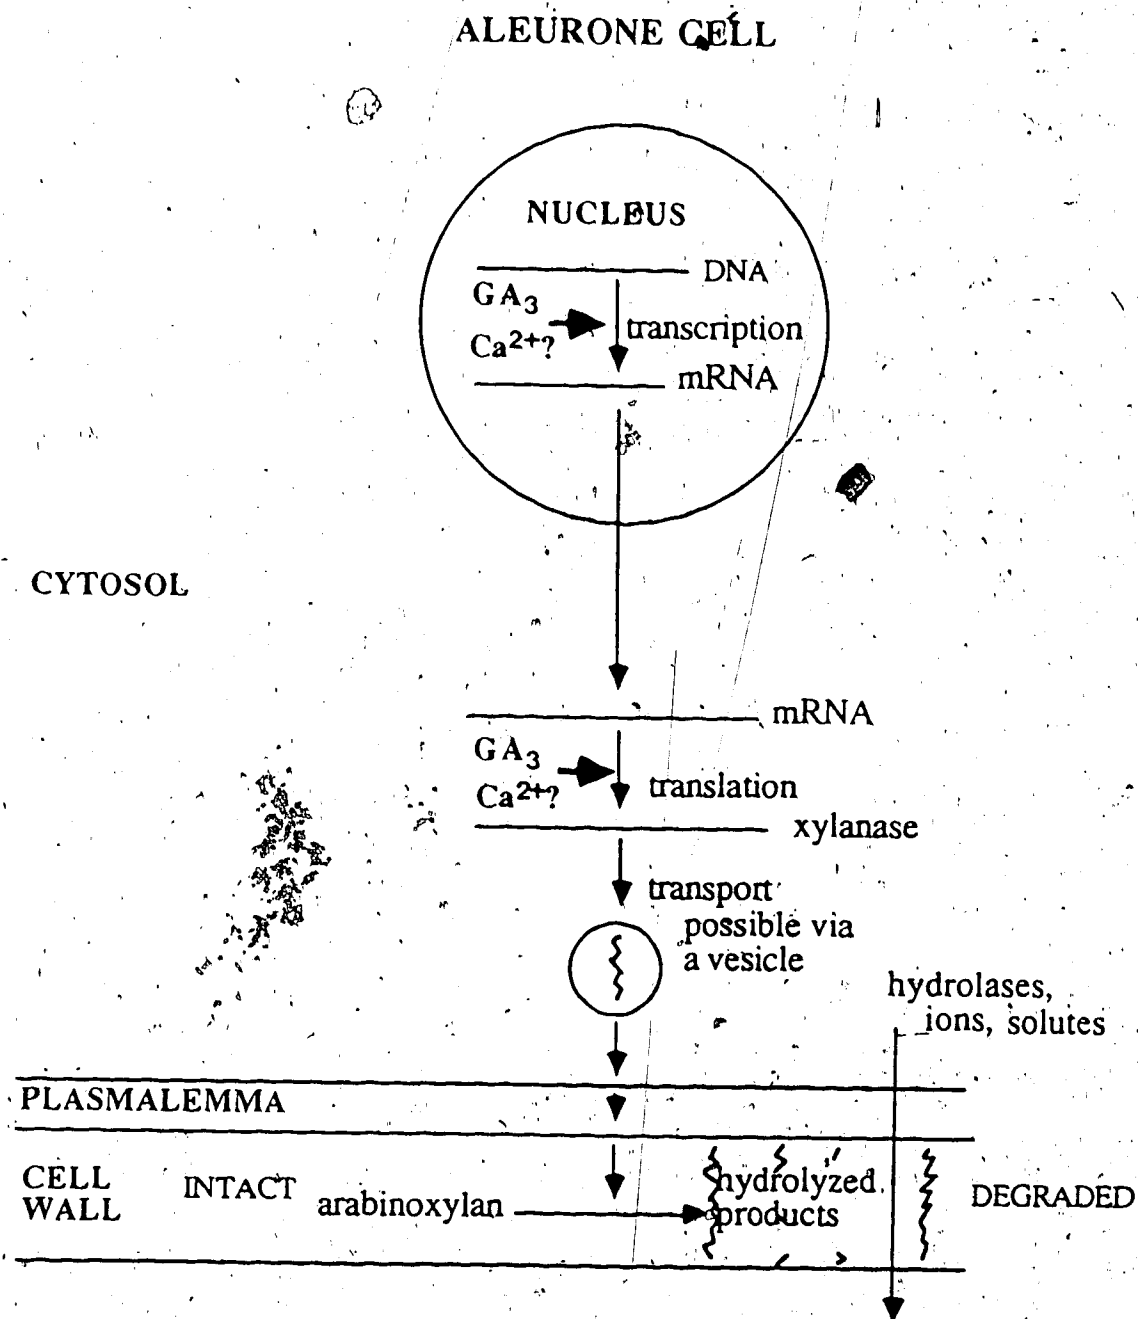 ALEURONE CELL
NUCLEUS
DNA
GA3
Ca2+?
transcription
mRNA
CYTOSOL
mRNA
GA3
Ca2+?
translation
xylanase
transport
possible via
a vesicle
hydrolases,
ions, solutes
PLASMALEMMA
CELL
WALL
INTACT
arabinoxylan
hydrolyzed
products
DEGRADED